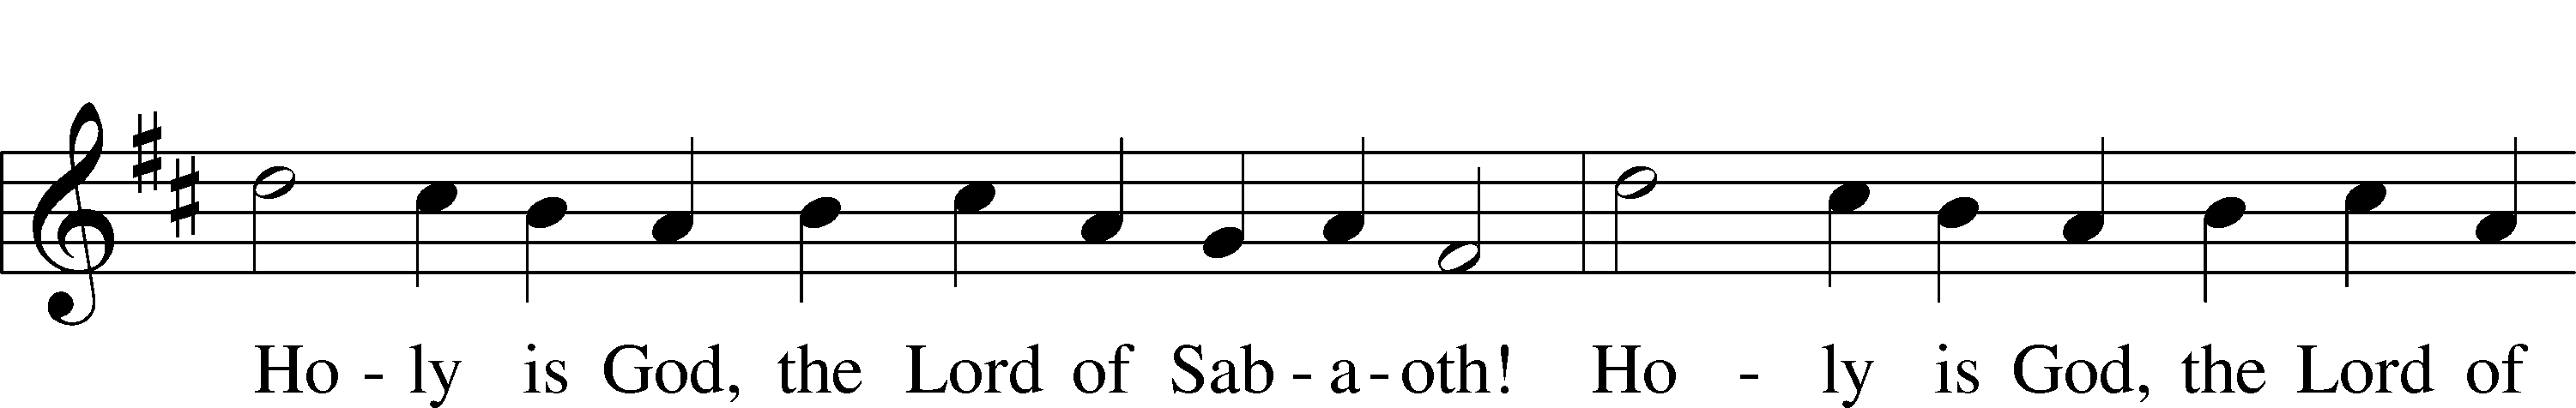 Ho - ly is God, the Lord of Sab - a - oth! Ho - ly is God, the Lord of